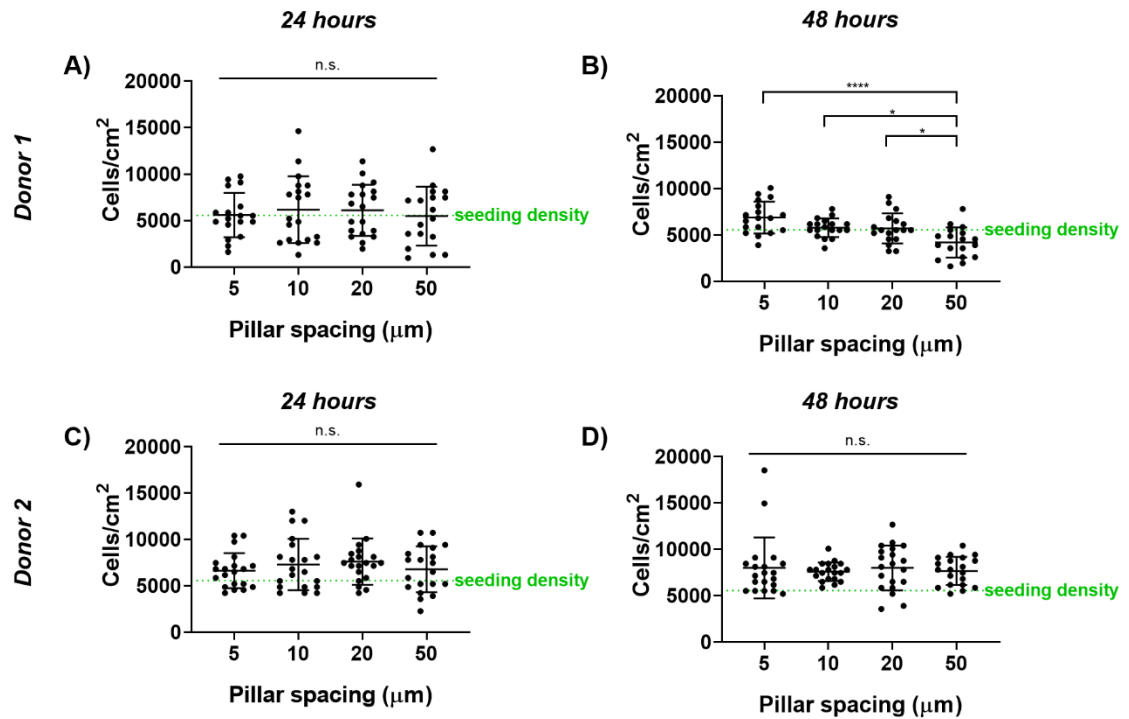 24 hours
48 hours
Donor 1
A)
n.s.
20000
15000
10000
5000
0
Cells/cm2
seeding density
5 10 20 50
Pillar spacing (μm)
B)
****
*
*
20000
15000
10000
5000
0
Cells/cm2
seeding density
5 10 20 50
Pillar spacing (μm)
24 hours
48 hours
Donor 2
C)
n.s.
20000
15000
10000
5000
0
Cells/cm2
seeding density
5 10 20 50
Pillar spacing (μm)
D)
n.s.
20000
15000
10000
5000
0
Cells/cm2
seeding density
5 10 20 50
Pillar spacing (μm)